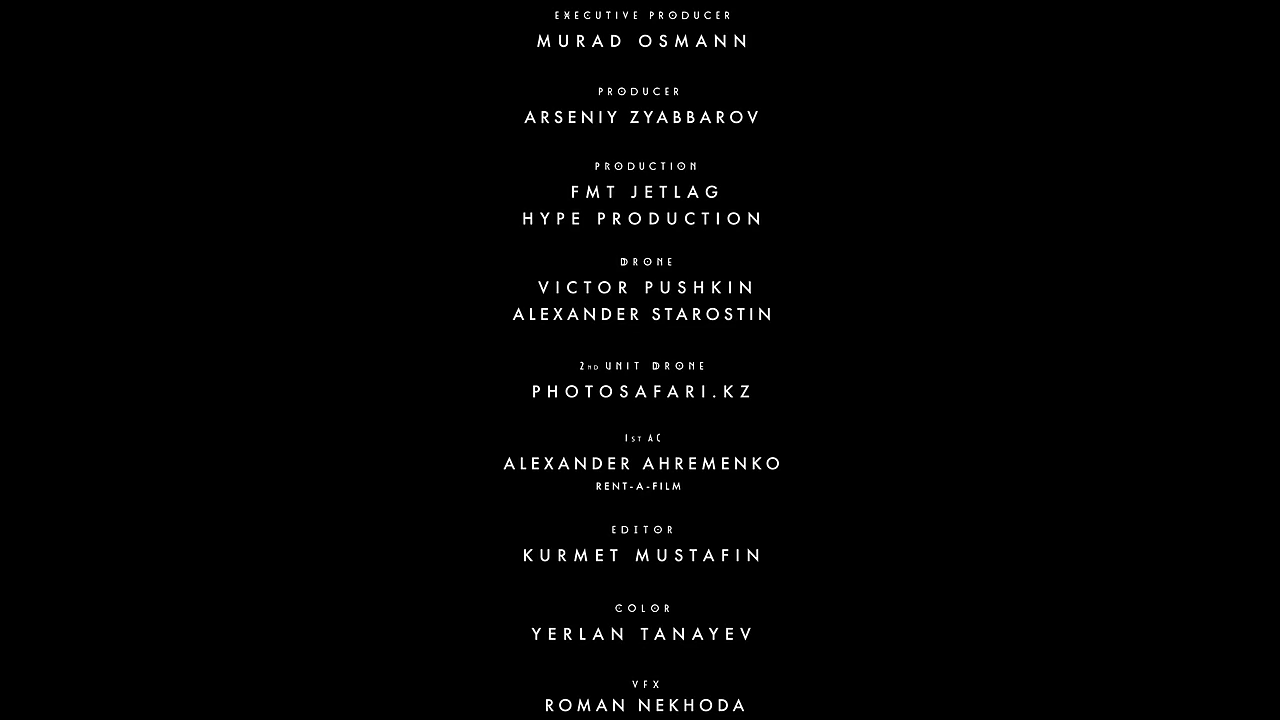 EXECUTIVE PRODUCER
MURAD OSMANN
PRODUCER
ARSENIY ZYABBAROV
PRODUCTION
FMT JETLAG
HYPE PRODUCTION
DRONE
VICTOR PUSHKIN
ALEXANDER STAROSTIN
2ND UNIT DRONE
PHOTOSAFARI.KZ
1ST AC
ALEXANDER AHREMENKO
RENT-A-FILM
EDITOR
KURMET MUSTAFIN
COLOR
YERLAN TANAYEV
VFX
ROMAN NEKHODA